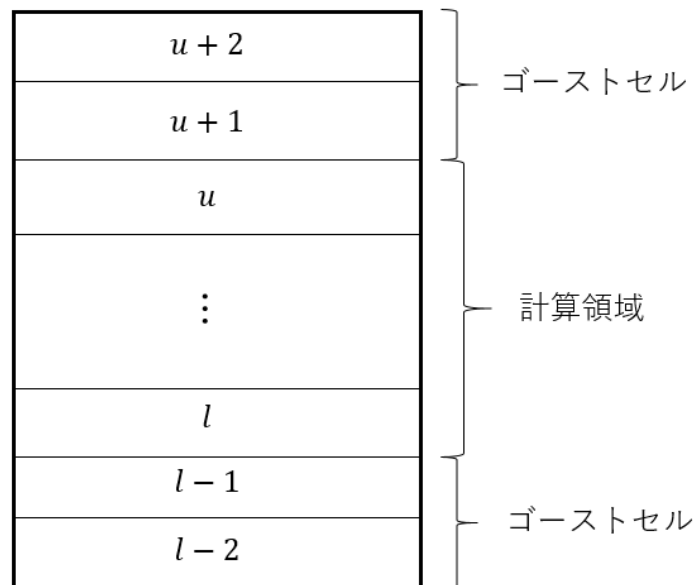 u + 2
ゴーストセル
u + 1
u
⋮
計算領域
l
l − 1
ゴーストセル
l − 2